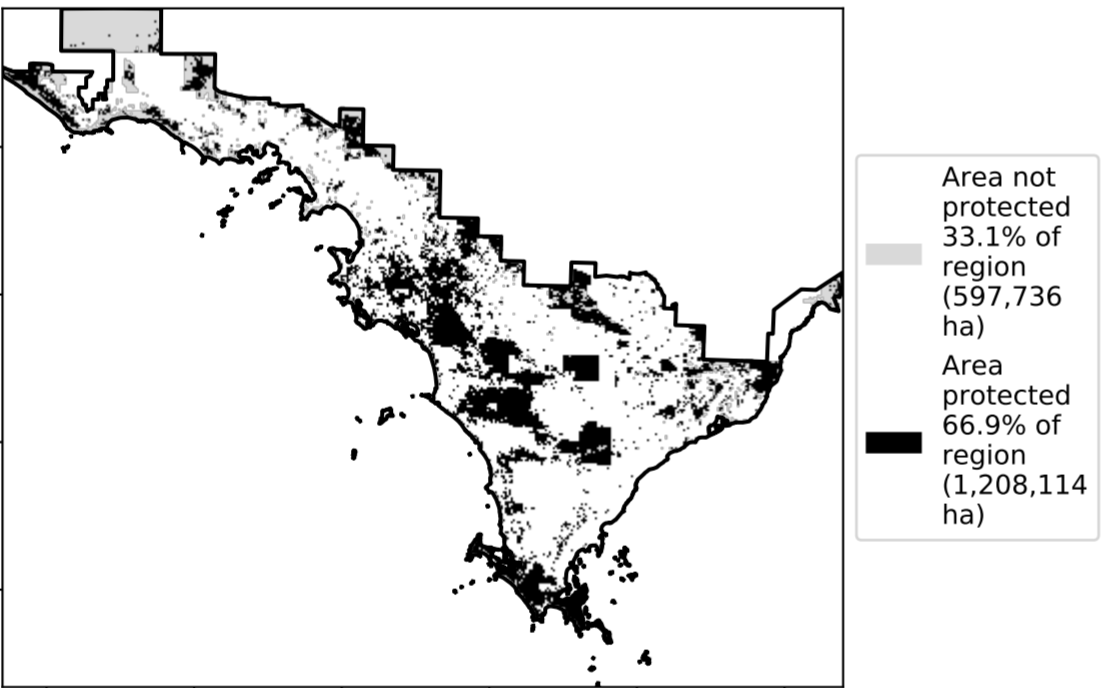 Area not
protected
33.1% of
region
(597,736
ha)
Area
protected
66.9% of
region
(1,208,114
ha)